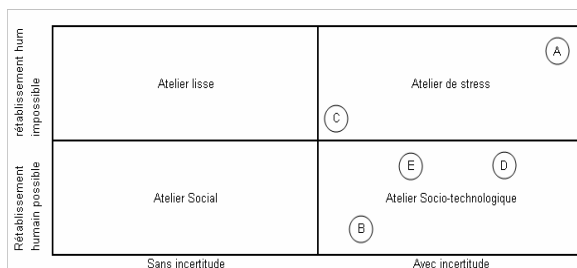 rétablissement hum
impossible
Atelier lisse
Atelier de stress
A
C
Rétablissement
humain possible
Atelier Social
Atelier Socio-technologique
E
D
B
Sans incertitude
Avec incertitude